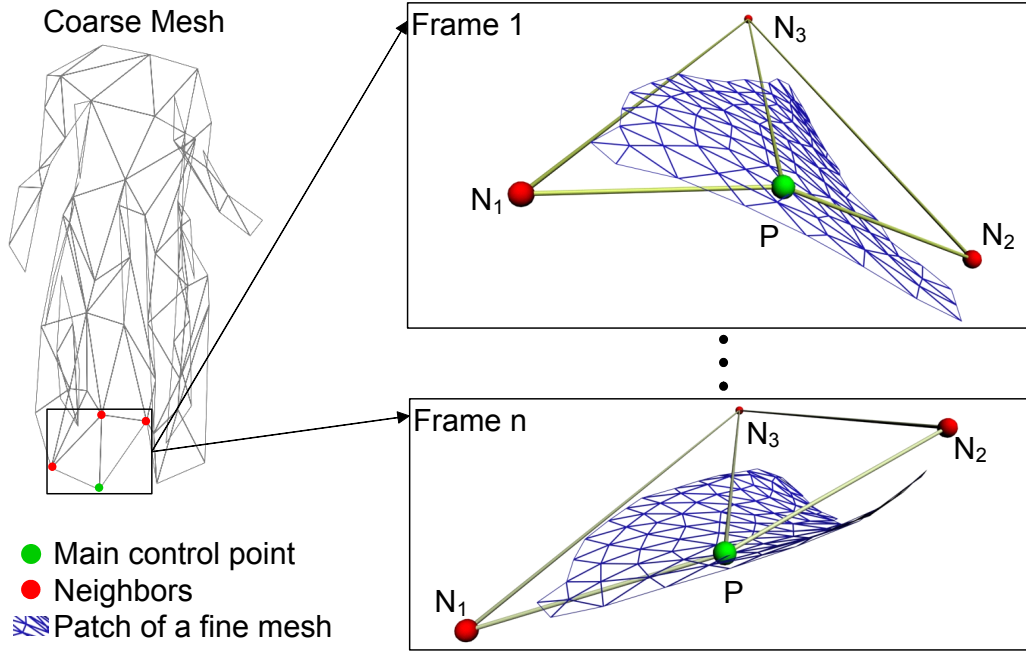 Coarse Mesh
Frame 1
N₃
N₁
P
N₂
Frame n
N₃
N₂
N₁
P
Main control point
Neighbors
Patch of a fine mesh